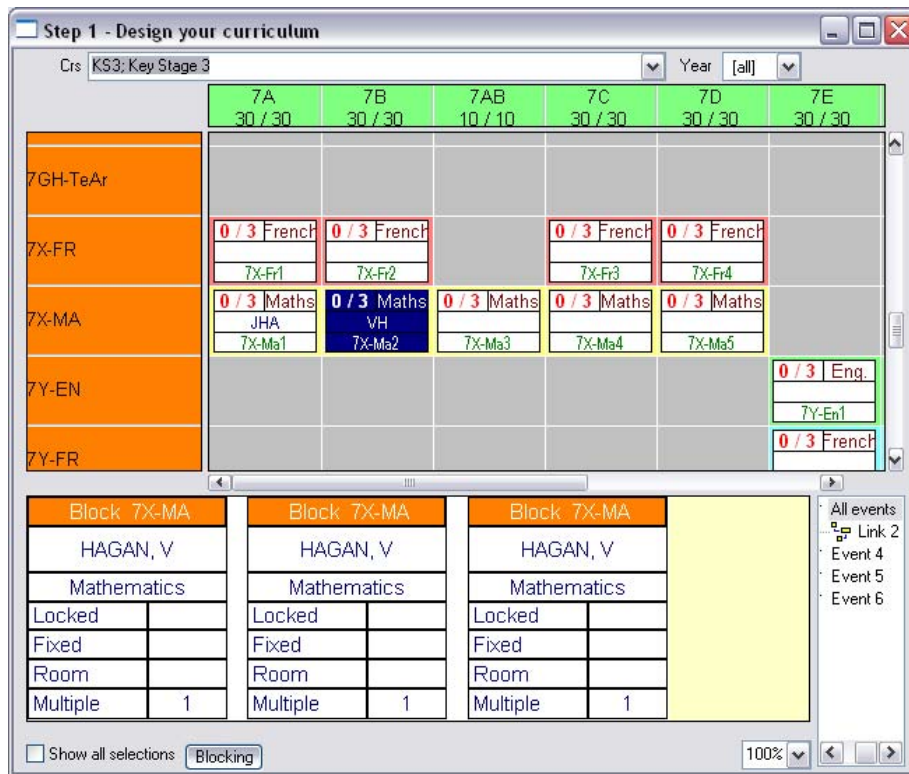 Step 1 - Design your curriculum
Crs KS3; Key Stage 3 Year [all]
7A 7B 7AB 7C 7D 7E
30 / 30 30 / 30 10 / 10 30 / 30 30 / 30 30 / 30
7GH-TeAr
7X-FR
0 / 3 French 0 / 3 French 0 / 3 French 0 / 3 French
7X-Fr1 7X-Fr2 7X-Fr3 7X-Fr4
7X-MA
0 / 3 Maths 0 / 3 Maths 0 / 3 Maths 0 / 3 Maths 0 / 3 Maths
JHA VH
7X-Ma1 7X-Ma2 7X-Ma3 7X-Ma4 7X-Ma5
7Y-EN
0 / 3 Eng.
7Y-En1
7Y-FR
0 / 3 French
Block 7X-MA Block 7X-MA Block 7X-MA
HAGAN, V HAGAN, V HAGAN, V
Mathematics Mathematics Mathematics
Locked Locked Locked
Fixed Fixed Fixed
Room Room Room
Multiple 1 Multiple 1 Multiple 1
All events
Link 2
Event 4
Event 5
Event 6
Show all selections Blocking 100%